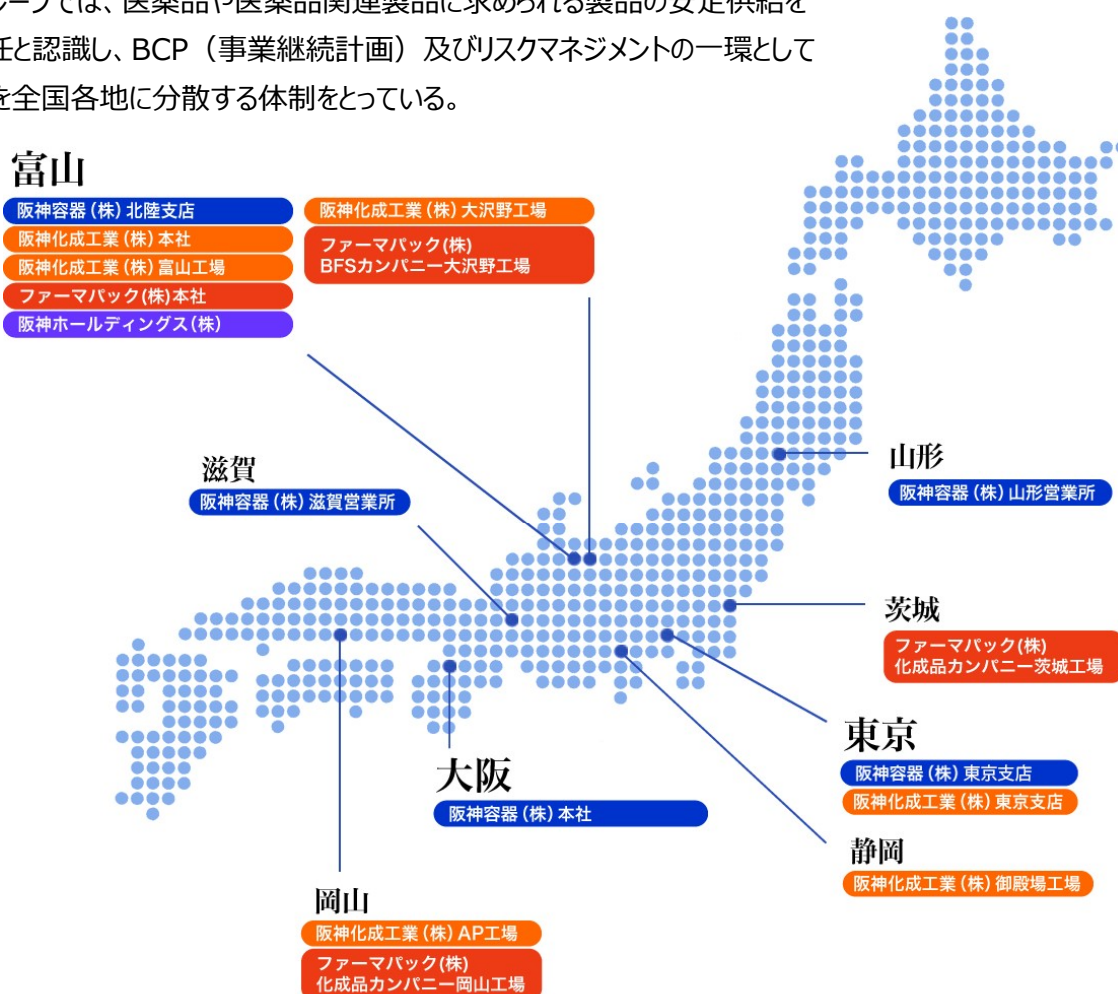 ループでは、医薬品や医薬品関連製品に求められる製品の安定供給を
任と認識し、BCP（事業継続計画）及びリスクマネジメントの一環として
を全国各地に分散する体制をとっている。
富山
阪神容器(株)北陸支店
阪神化成工業(株)本社
阪神化成工業(株)富山工場
ファーマパック(株)本社
阪神ホールディングス(株)
阪神化成工業(株)大沢野工場
ファーマパック(株)
BFSカンパニー大沢野工場
滋賀
阪神容器(株)滋賀営業所
山形
阪神容器(株)山形営業所
茨城
ファーマパック(株)
化成品カンパニー茨城工場
東京
阪神容器(株)東京支店
阪神化成工業(株)東京支店
大阪
阪神容器(株)本社
静岡
阪神化成工業(株)御殿場工場
岡山
阪神化成工業(株)AP工場
ファーマパック(株)
化成品カンパニー岡山工場